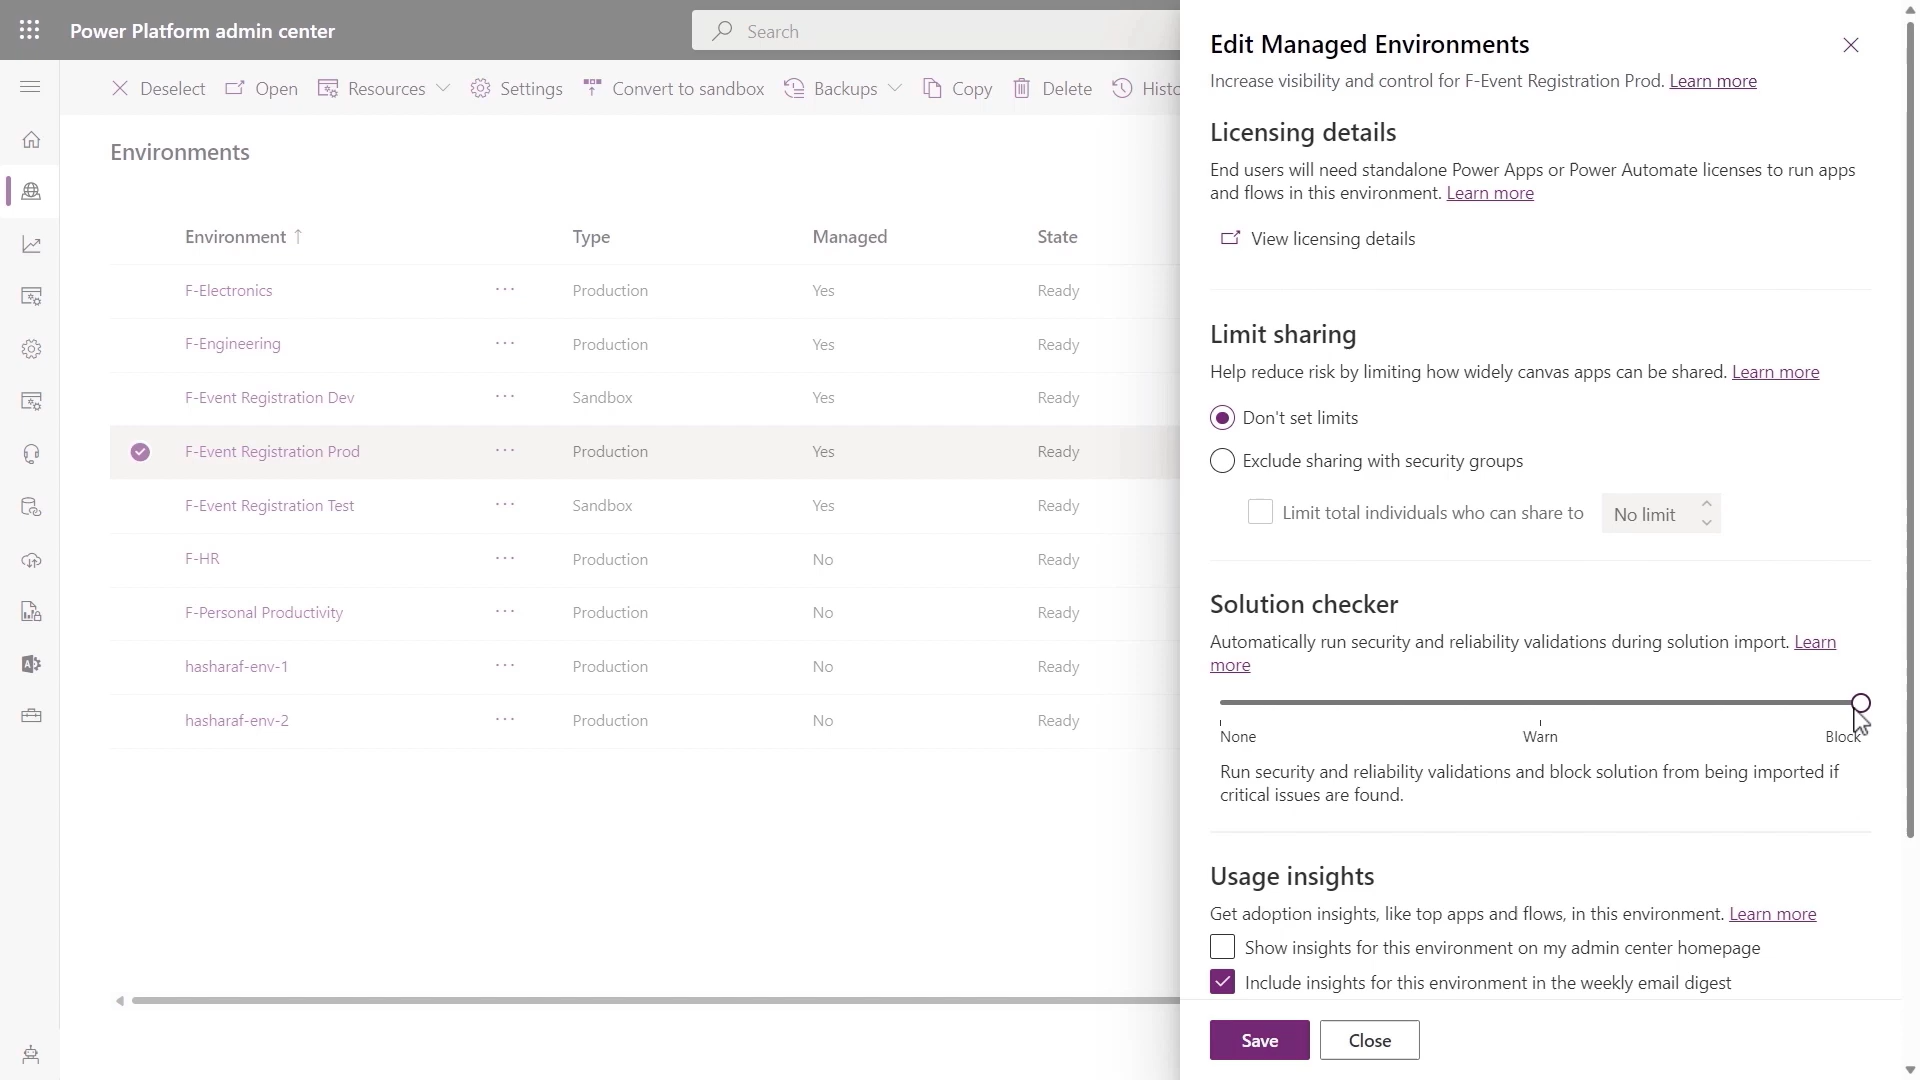 Power Platform admin center
Search
Deselect
Open
Resources
Settings
Convert to sandbox
Backups
Copy
Delete
Histo
Environments
Environment ↑ Type Managed State
F-Electronics ··· Production Yes Ready
F-Engineering ··· Production Yes Ready
F-Event Registration Dev ··· Sandbox Yes Ready
F-Event Registration Prod ··· Production Yes Ready
F-Event Registration Test ··· Sandbox Yes Ready
F-HR ··· Production No Ready
F-Personal Productivity ··· Production No Ready
hasharaf-env-1 ··· Production No Ready
hasharaf-env-2 ··· Production No Ready
Edit Managed Environments
Increase visibility and control for F-Event Registration Prod. Learn more
Licensing details
End users will need standalone Power Apps or Power Automate licenses to run apps
and flows in this environment. Learn more
View licensing details
Limit sharing
Help reduce risk by limiting how widely canvas apps can be shared. Learn more
Don't set limits
Exclude sharing with security groups
Limit total individuals who can share to No limit
Solution checker
Automatically run security and reliability validations during solution import. Learn
more
None Warn Block
Run security and reliability validations and block solution from being imported if
critical issues are found.
Usage insights
Get adoption insights, like top apps and flows, in this environment. Learn more
Show insights for this environment on my admin center homepage
Include insights for this environment in the weekly email digest
Save Close